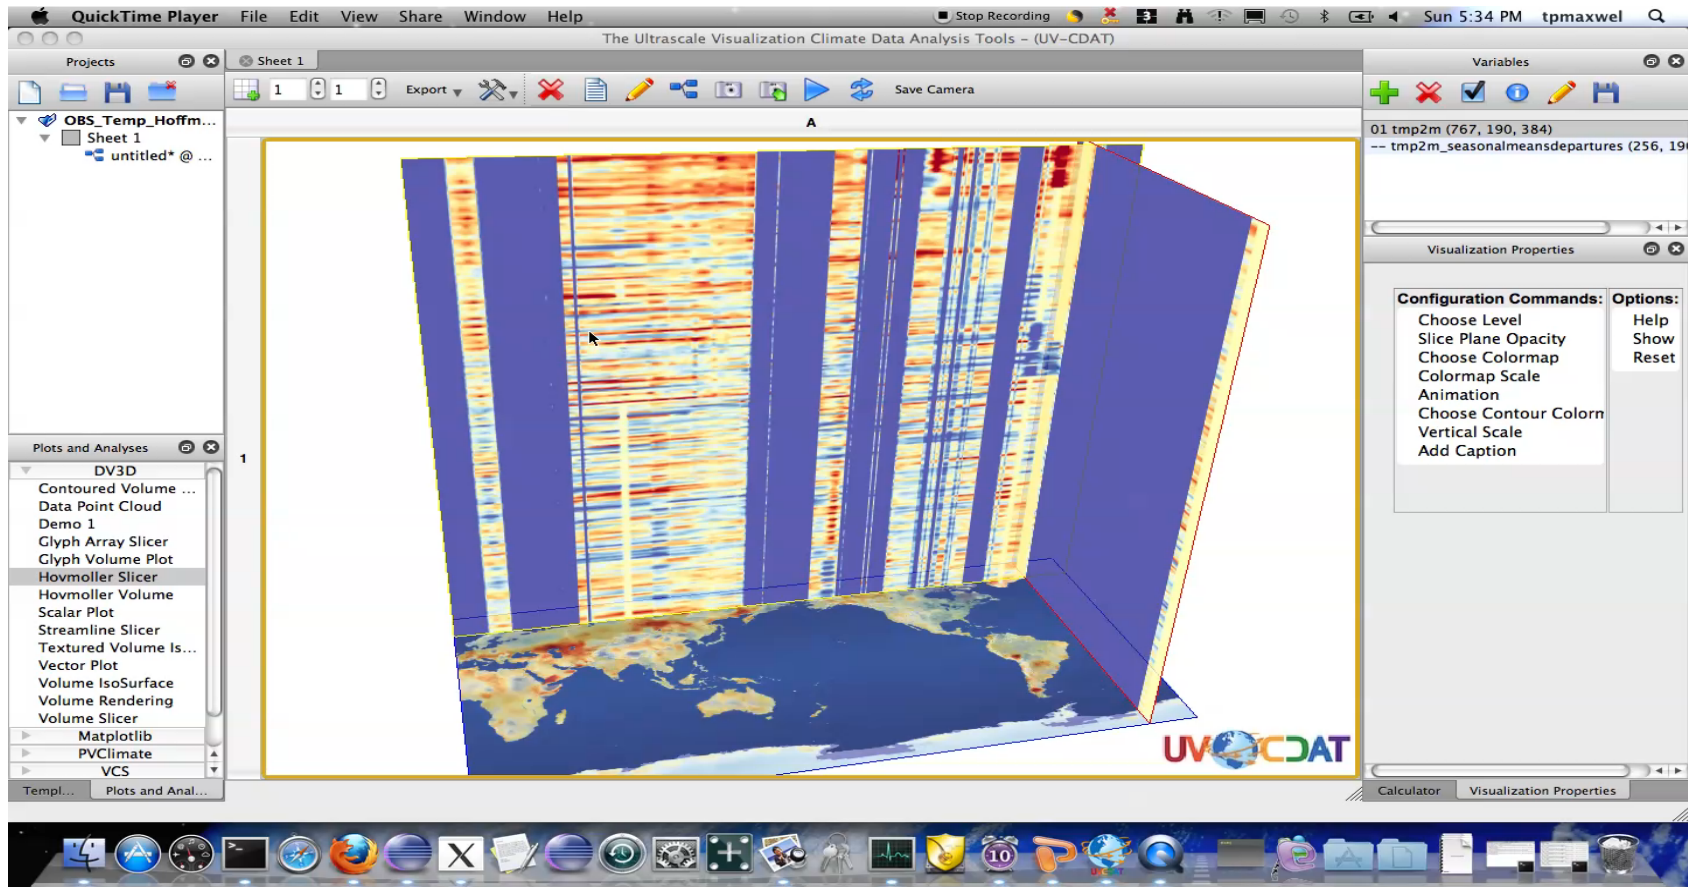 QuickTime Player File Edit View Share Window Help Stop Recording 3 Sun 5:34 PM tpmaxwel
The Ultrascale Visualization Climate Data Analysis Tools - (UV-CDAT)
Projects
OBS_Temp_Hoffm...
Sheet 1
untitled* @ ...
Plots and Analyses
DV3D
Contoured Volume ...
Data Point Cloud
Demo 1
Glyph Array Slicer
Glyph Volume Plot
Hovmoller Slicer
Hovmoller Volume
Scalar Plot
Streamline Slicer
Textured Volume Is...
Vector Plot
Volume IsoSurface
Volume Rendering
Volume Slicer
Matplotlib
PVClimate
VCS
Templ... Plots and Anal...
Sheet 1
1 1 Export Save Camera
A
1
UV CDAT
Variables
01 tmp2m (767, 190, 384)
-- tmp2m_seasonalmeansdepartures (256, 190
Visualization Properties
Configuration Commands: Options:
Choose Level Help
Slice Plane Opacity Show
Choose Colormap Reset
Colormap Scale
Animation
Choose Contour Colorm
Vertical Scale
Add Caption
Calculator Visualization Properties
10